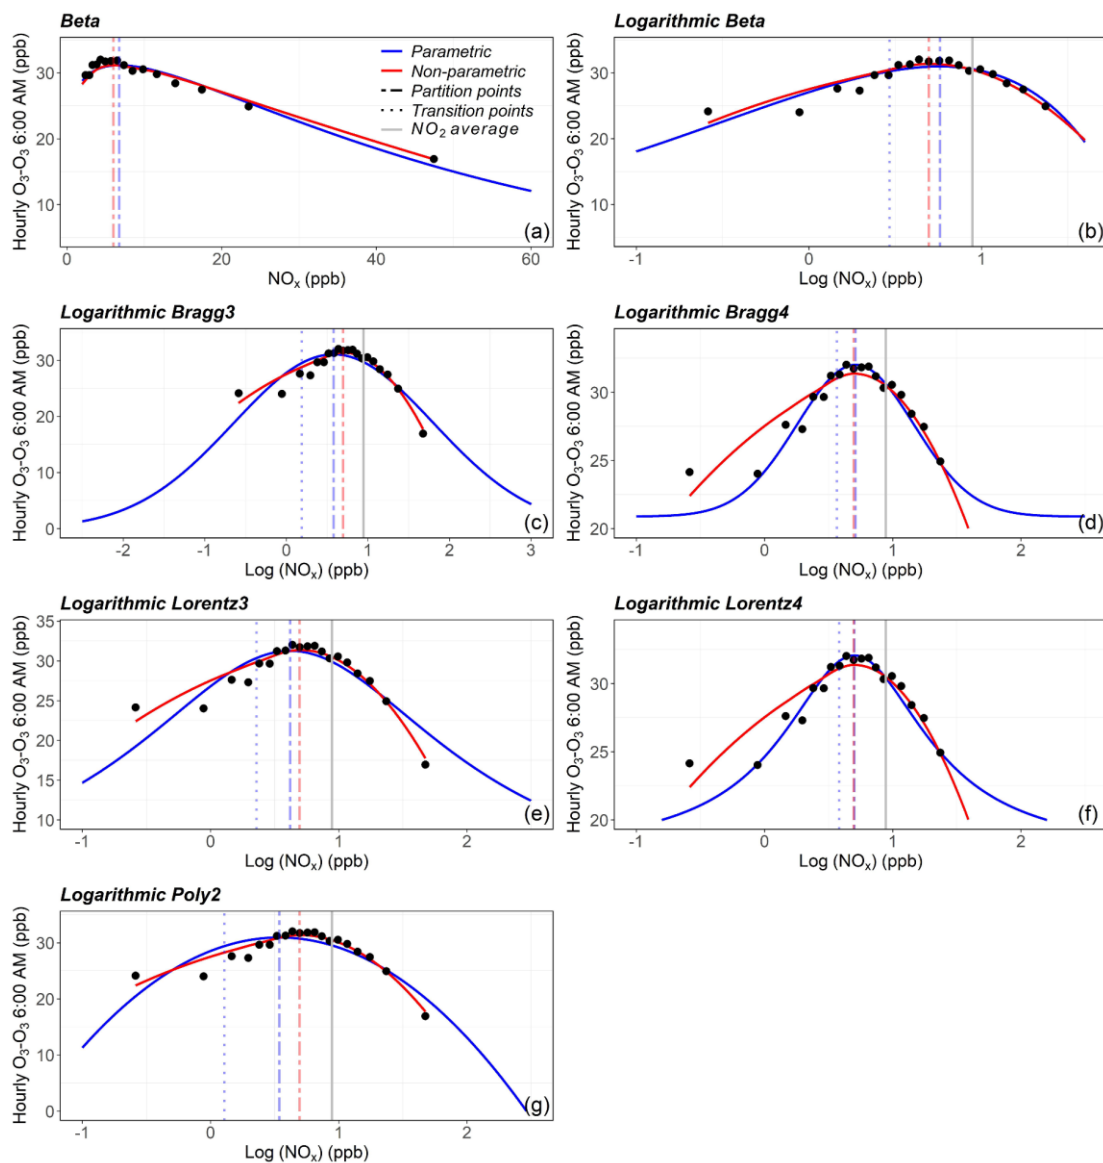 Beta
Hourly O₃-O₃ 6:00 AM (ppb)
30
20
10
Parametric
Non-parametric
Partition points
Transition points
NO₂ average
(a)
0
20
40
60
NOₓ (ppb)
Logarithmic Beta
Hourly O₃-O₃ 6:00 AM (ppb)
30
20
10
(b)
-1
0
1
Log (NOₓ) (ppb)
Logarithmic Bragg3
Hourly O₃-O₃ 6:00 AM (ppb)
30
20
10
0
(c)
-2
-1
0
1
2
3
Log (NOₓ) (ppb)
Logarithmic Bragg4
Hourly O₃-O₃ 6:00 AM (ppb)
30
25
20
(d)
-1
0
1
2
Log (NOₓ) (ppb)
Logarithmic Lorentz3
Hourly O₃-O₃ 6:00 AM (ppb)
35
30
25
20
15
10
(e)
-1
0
1
2
Log (NOₓ) (ppb)
Logarithmic Lorentz4
Hourly O₃-O₃ 6:00 AM (ppb)
30
25
20
(f)
-1
0
1
2
Log (NOₓ) (ppb)
Logarithmic Poly2
Hourly O₃-O₃ 6:00 AM (ppb)
30
20
10
0
(g)
-1
0
1
2
Log (NOₓ) (ppb)